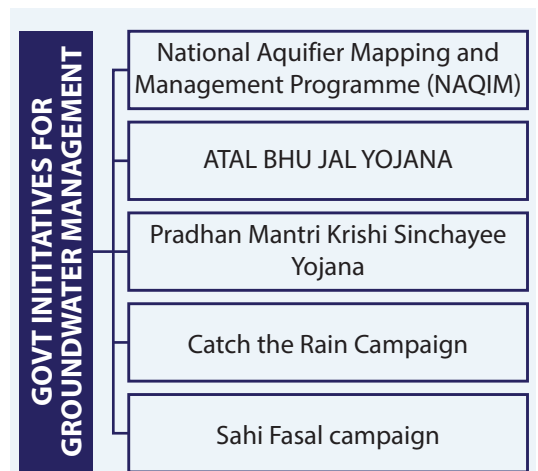 GOVT INITITATIVES FOR
GROUNDWATER MANAGEMENT
National Aquifier Mapping and
Management Programme (NAQIM)
ATAL BHU JAL YOJANA
Pradhan Mantri Krishi Sinchayee
Yojana
Catch the Rain Campaign
Sahi Fasal campaign